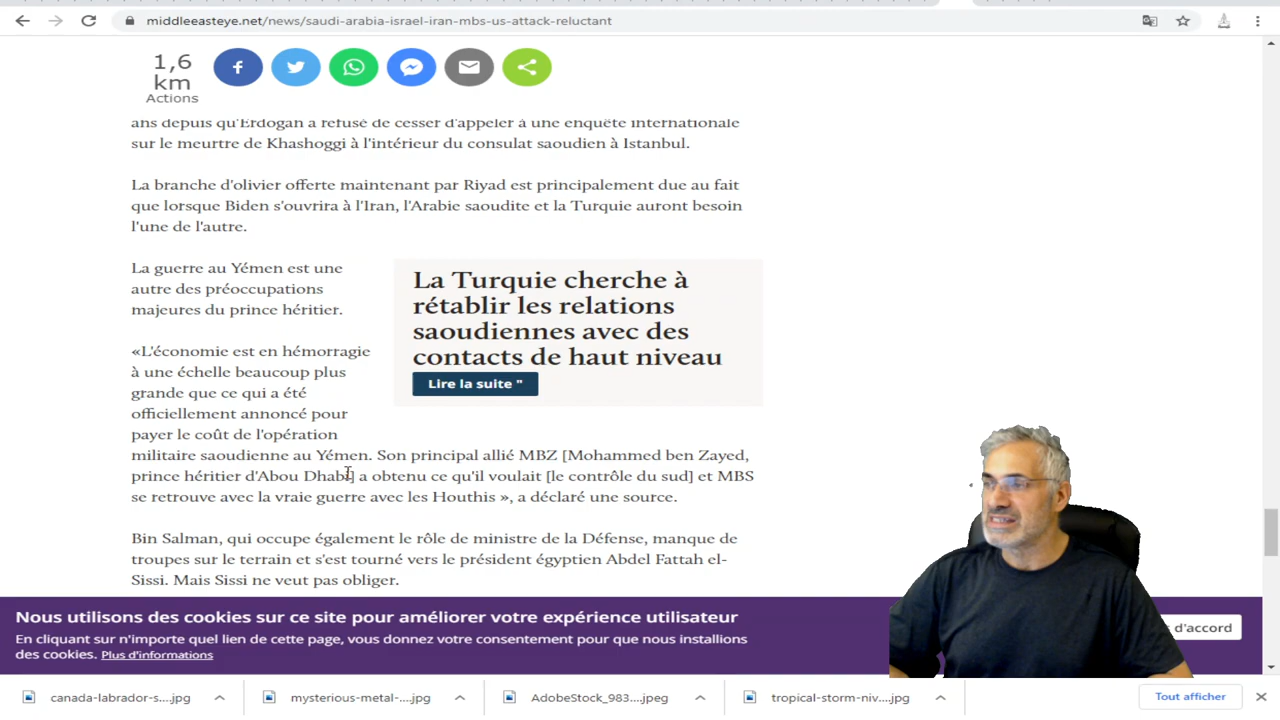 middleeasteye.net/news/saudi-arabia-israel-iran-mbs-us-attack-reluctant
1,6
km
Actions
ans depuis qu'Erdogan a refusé de cesser d'appeler à une enquête internationale
sur le meurtre de Khashoggi à l'intérieur du consulat saoudien à Istanbul.
La branche d'olivier offerte maintenant par Riyad est principalement due au fait
que lorsque Biden s'ouvrira à l'Iran, l'Arabie saoudite et la Turquie auront besoin
l'une de l'autre.
La guerre au Yémen est une
autre des préoccupations
majeures du prince héritier.
La Turquie cherche à
rétablir les relations
saoudiennes avec des
contacts de haut niveau
Lire la suite "
«L'économie est en hémorragie
à une échelle beaucoup plus
grande que ce qui a été
officiellement annoncé pour
payer le coût de l'opération
militaire saoudienne au Yémen. Son principal allié MBZ [Mohammed ben Zayed,
prince héritier d'Abou Dhabi] a obtenu ce qu'il voulait [le contrôle du sud] et MBS
se retrouve avec la vraie guerre avec les Houthis », a déclaré une source.
Bin Salman, qui occupe également le rôle de ministre de la Défense, manque de
troupes sur le terrain et s'est tourné vers le président égyptien Abdel Fattah el-
Sissi. Mais Sissi ne veut pas obliger.
Nous utilisons des cookies sur ce site pour améliorer votre expérience utilisateur
En cliquant sur n'importe quel lien de cette page, vous donnez votre consentement pour que nous installions
des cookies. Plus d'informations
d'accord
canada-labrador-s....jpg
mysterious-metal-....jpg
AdobeStock_983....jpeg
tropical-storm-niv....jpg
Tout afficher